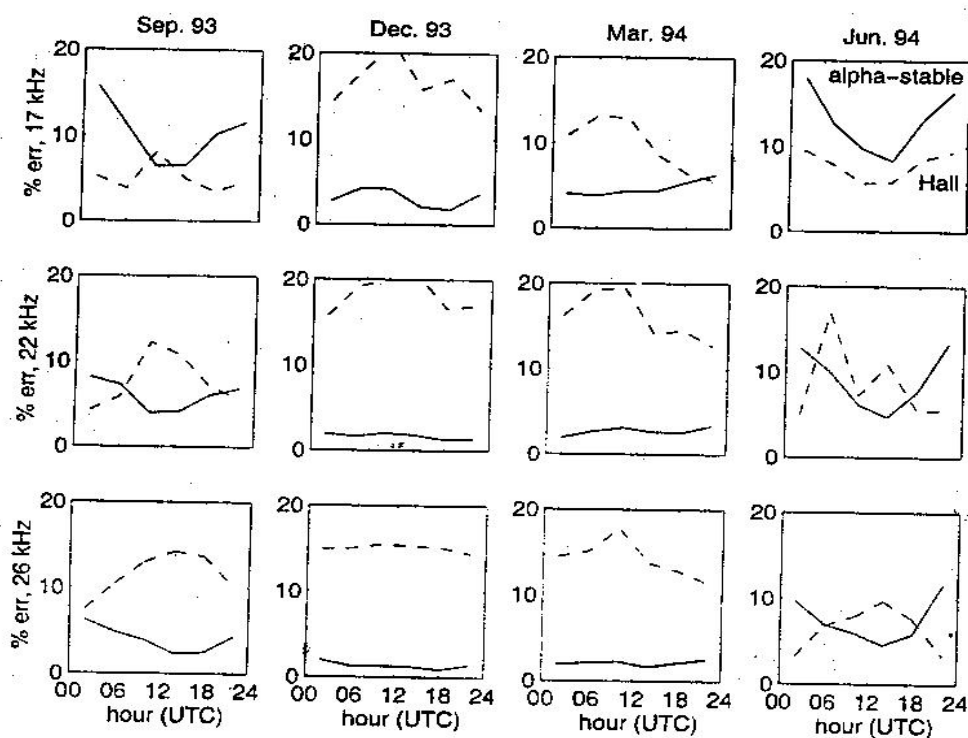 Sep. 93
Dec. 93
Mar. 94
Jun. 94
20
10
0
% err, 17 kHz
20
10
0
20
10
0
20
10
0
alpha-stable
Hall
20
10
0
% err, 22 kHz
20
10
0
20
10
0
20
10
0
20
10
0
% err, 26 kHz
20
10
0
20
10
0
20
10
0
00 06 12 18 24
hour (UTC)
00 06 12 18 24
hour (UTC)
00 06 12 18 24
hour (UTC)
00 06 12 18 24
hour (UTC)